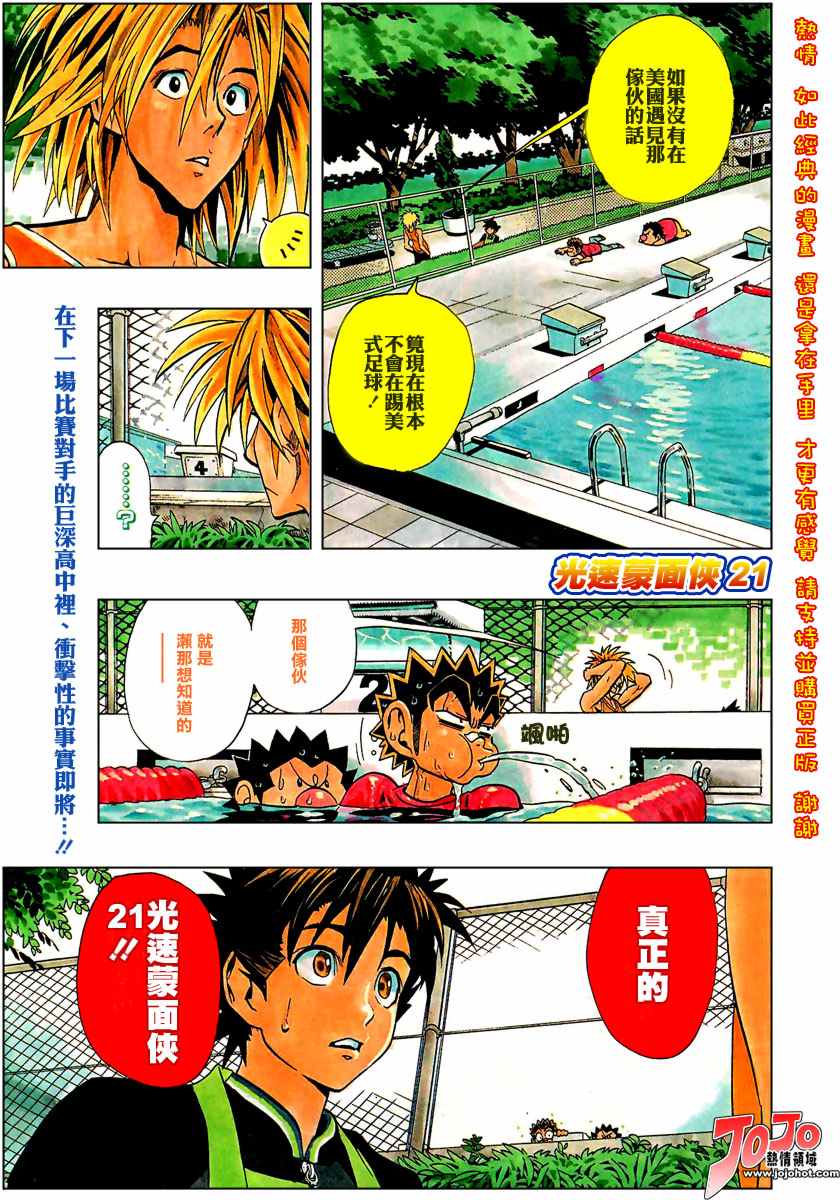 如果沒有在
美國遇見那
傢伙的話
竟現在根本
不會在踢美
式足球！
……？
4
光速蒙面俠 21
那個傢伙
就是
瀨那想知道的
——
颯啪
2
真正的
光速蒙面俠
21！！
在下一場比賽對手的巨深高中裡、衝擊性的事實即將…！！
熱情 如此經典的漫畫 還是拿在手里 才更有感覺 請支持並購買正版 謝謝
JOJO
熱情領域
www.jojohot.com